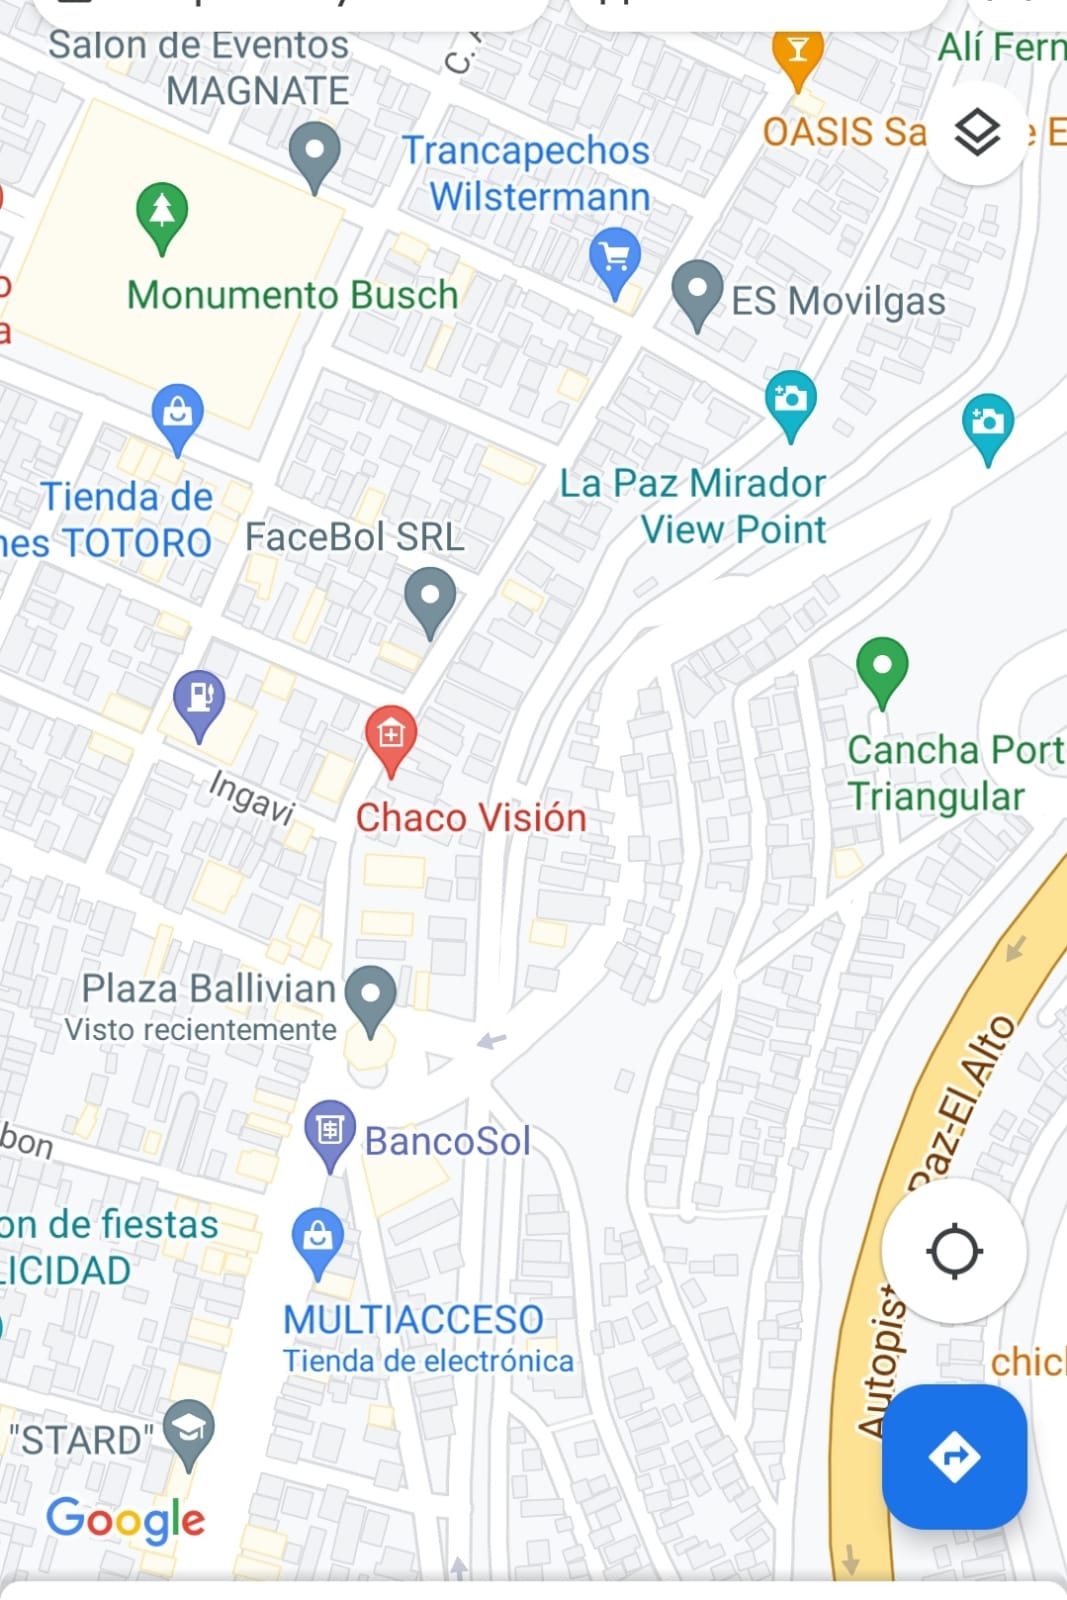 Salon de Eventos
MAGNATE
Alí Fern
OASIS Sa
e E
Trancapechos
Wilstermann
Monumento Busch
ES Movilgas
o
a
La Paz Mirador
View Point
Tienda de
nes TOTORO
FaceBol SRL
Ingavi
Chaco Visión
Cancha Port
Triangular
Plaza Ballivian
Visto recientemente
BancoSol
bon
on de fiestas
LICIDAD
MULTIACCESO
Tienda de electrónica
Paz-El Alto
Autopist
chicl
"STARD"
Google